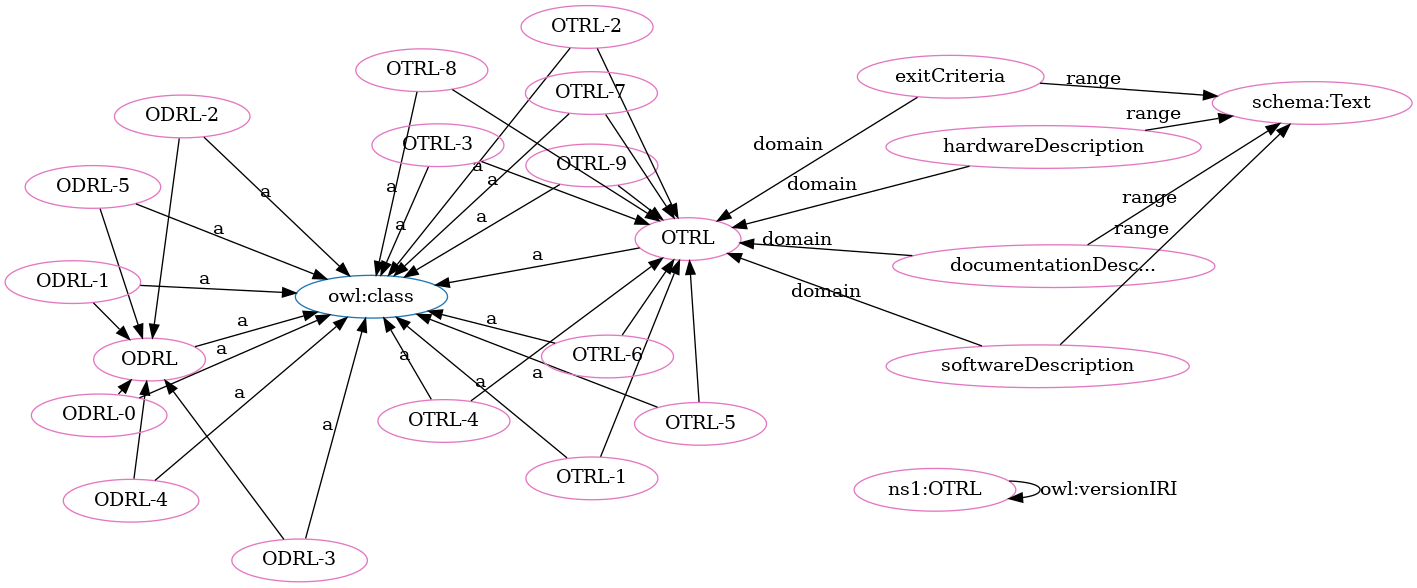 OTRL-2
OTRL-8
OTRL-7
exitCriteria
range
schema:Text
ODRL-2
range
OTRL-3
domain
hardwareDescription
OTRL-9
a
a
ODRL-5
a
a
domain
range
a
a
a
a
range
OTRL
domain
a
documentationDesc...
ODRL-1
a
domain
owl:class
a
a
a
ODRL
a
OTRL-6
softwareDescription
a
a
a
ODRL-0
OTRL-4
OTRL-5
a
OTRL-1
ns1:OTRL
owl:versionIRI
ODRL-4
ODRL-3